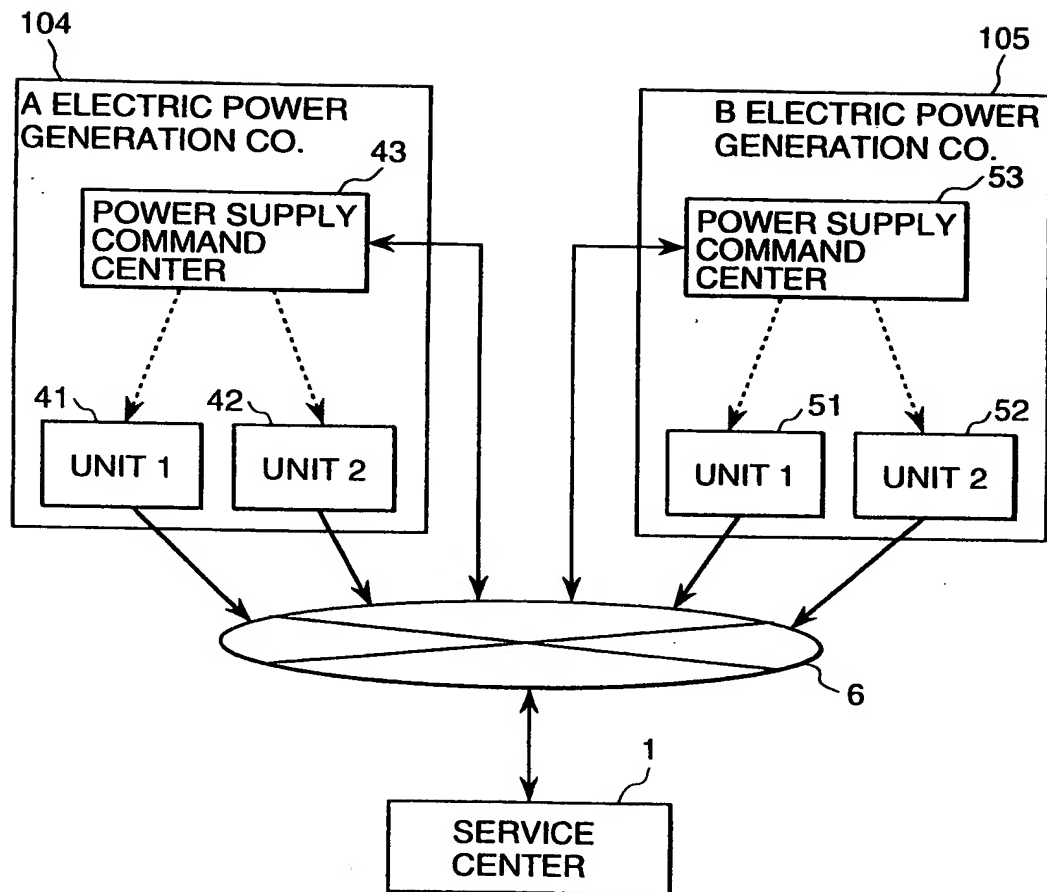 104
105
A ELECTRIC POWER
GENERATION CO.
43
POWER SUPPLY
COMMAND
CENTER
41
UNIT 1
42
UNIT 2
B ELECTRIC POWER
GENERATION CO.
53
POWER SUPPLY
COMMAND
CENTER
51
UNIT 1
52
UNIT 2
6
1
SERVICE
CENTER